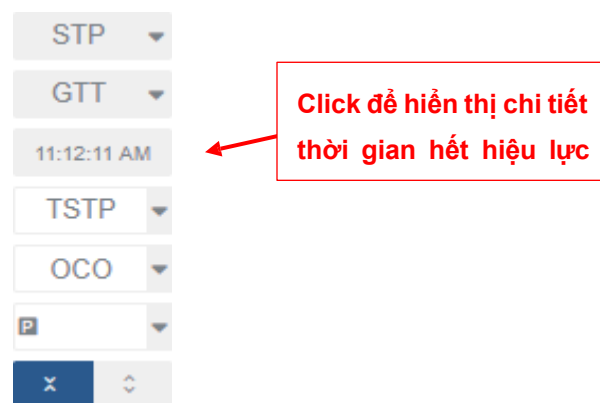 STP
GTT
11:12:11 AM
TSTP
OCO
P
Click để hiển thị chi tiết
thời gian hết hiệu lực